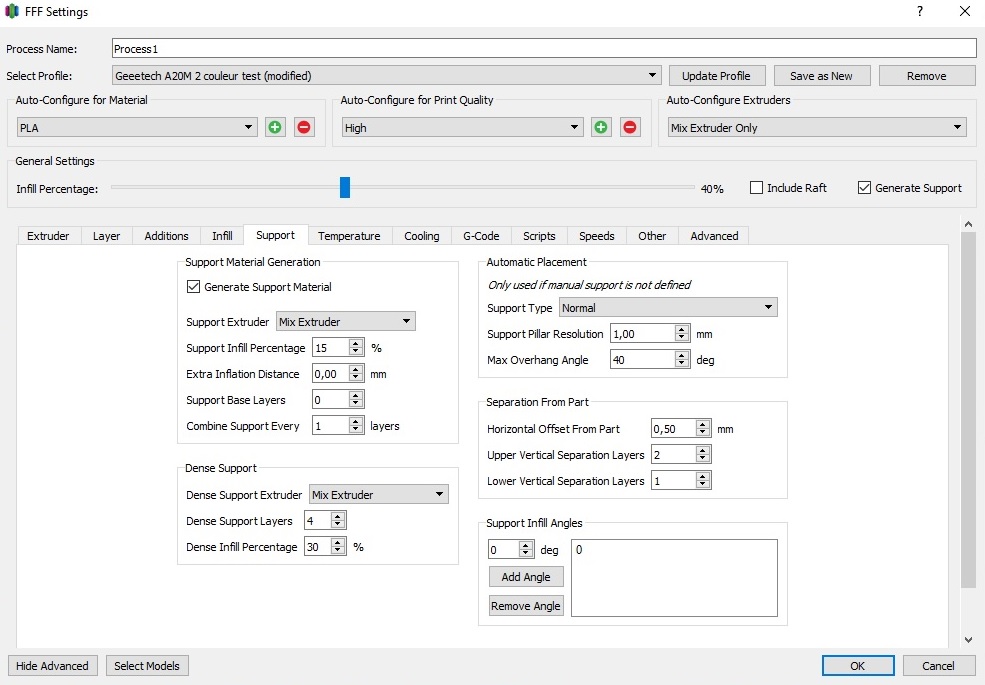 FFF Settings ?
Process Name: Process1
Select Profile: Geeetech A20M 2 couleur test (modified) Update Profile Save as New Remove
Auto-Configure for Material Auto-Configure for Print Quality Auto-Configure Extruders
PLA High Mix Extruder Only
General Settings
Infill Percentage: 40% Include Raft Generate Support
Extruder Layer Additions Infill Support Temperature Cooling G-Code Scripts Speeds Other Advanced
Support Material Generation
Generate Support Material
Support Extruder Mix Extruder
Support Infill Percentage 15 %
Extra Inflation Distance 0,00 mm
Support Base Layers 0
Combine Support Every 1 layers
Dense Support
Dense Support Extruder Mix Extruder
Dense Support Layers 4
Dense Infill Percentage 30 %
Automatic Placement
Only used if manual support is not defined
Support Type Normal
Support Pillar Resolution 1,00 mm
Max Overhang Angle 40 deg
Separation From Part
Horizontal Offset From Part 0,50 mm
Upper Vertical Separation Layers 2
Lower Vertical Separation Layers 1
Support Infill Angles
0 deg 0
Add Angle
Remove Angle
Hide Advanced Select Models OK Cancel